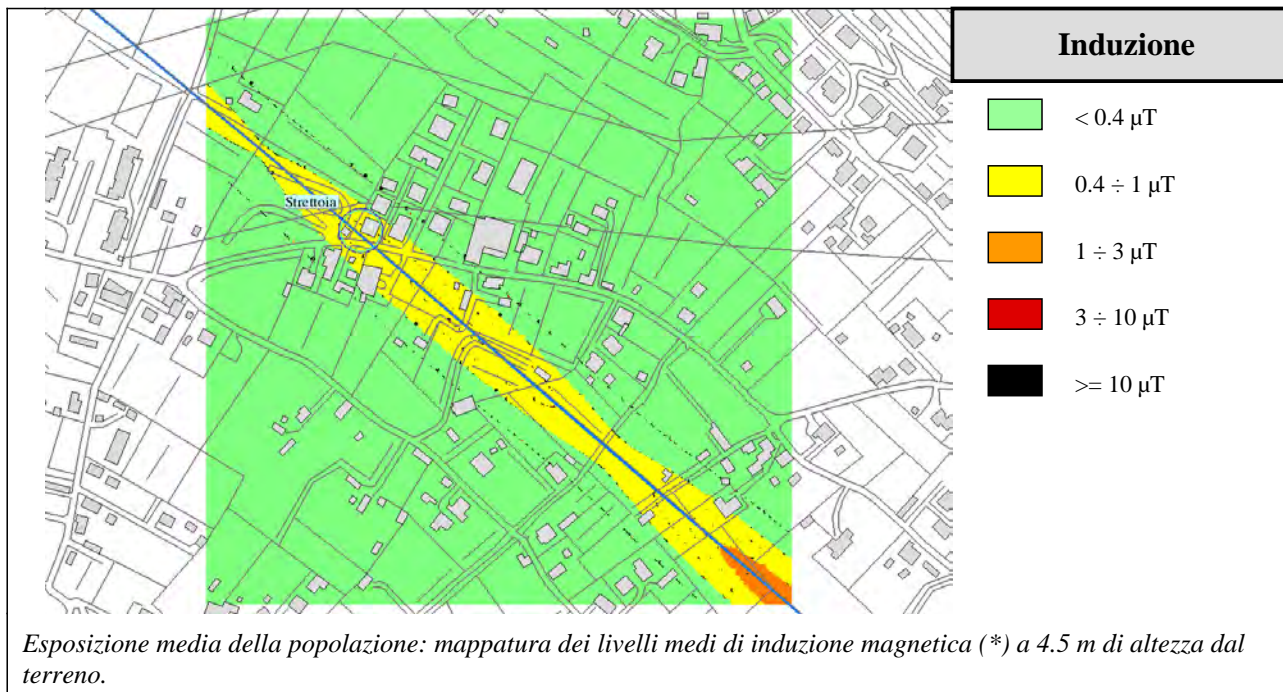 Induzione
< 0.4 µT
0.4 ÷ 1 µT
1 ÷ 3 µT
3 ÷ 10 µT
>= 10 µT
Strettoia
Esposizione media della popolazione: mappatura dei livelli medi di induzione magnetica (*) a 4.5 m di altezza dal
terreno.